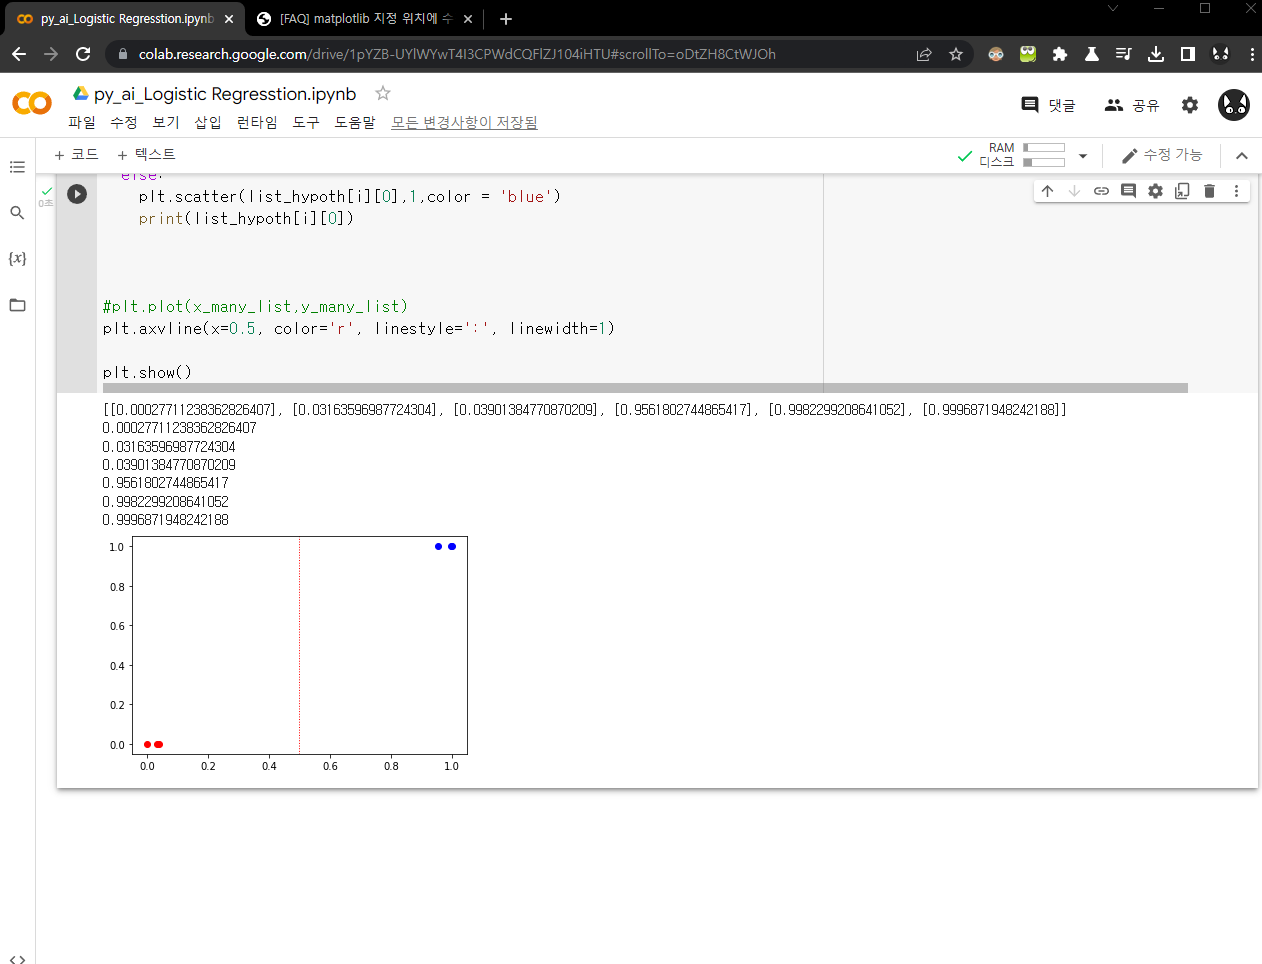 py_ai_Logistic Regresstion.ipynb
[FAQ] matplotlib 지정 위치에 수
colab.research.google.com/drive/1pYZB-UYlWYwT4I3CPWdCQFlZJ104iHTU#scrollTo=oDtZH8CtWJOh
py_ai_Logistic Regresstion.ipynb
댓글 공유
파일 수정 보기 삽입 런타임 도구 도움말 모든 변경사항이 저장됨
+ 코드 + 텍스트
RAM
디스크
수정 가능
{x}
0초
else:
plt.scatter(list_hypoth[i][0],1,color = 'blue')
print(list_hypoth[i][0])
#plt.plot(x_many_list,y_many_list)
plt.axvline(x=0.5, color='r', linestyle=':', linewidth=1)
plt.show()
[[0.00027711238362826407], [0.03163596987724304], [0.03901384770870209], [0.9561802744865417], [0.9982299208641052], [0.9996871948242188]]
0.00027711238362826407
0.03163596987724304
0.03901384770870209
0.9561802744865417
0.9982299208641052
0.9996871948242188
1.0
0.8
0.6
0.4
0.2
0.0
0.0 0.2 0.4 0.6 0.8 1.0